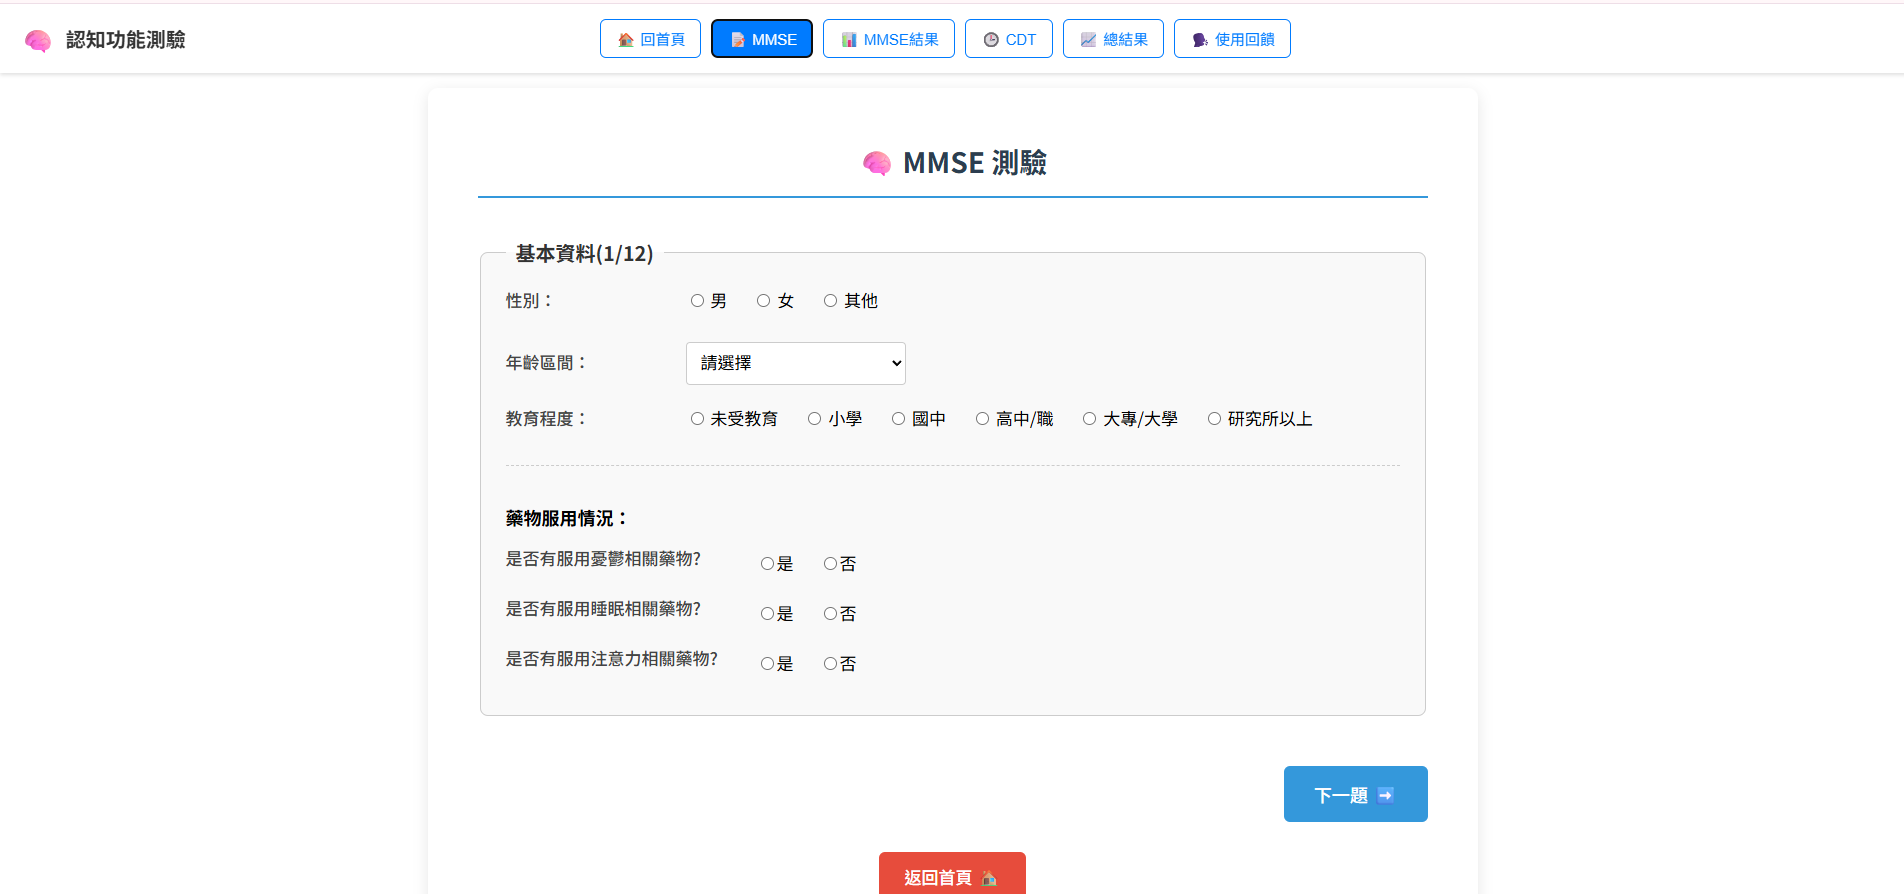 認知功能測驗
回首頁
MMSE
MMSE結果
CDT
總結果
使用回饋
MMSE 測驗
基本資料(1/12)
性別：
男 女 其他
年齡區間：
請選擇
教育程度：
未受教育 小學 國中 高中/職 大專/大學 研究所以上
藥物服用情況：
是否有服用憂鬱相關藥物? 是 否
是否有服用睡眠相關藥物? 是 否
是否有服用注意力相關藥物? 是 否
下一題
返回首頁